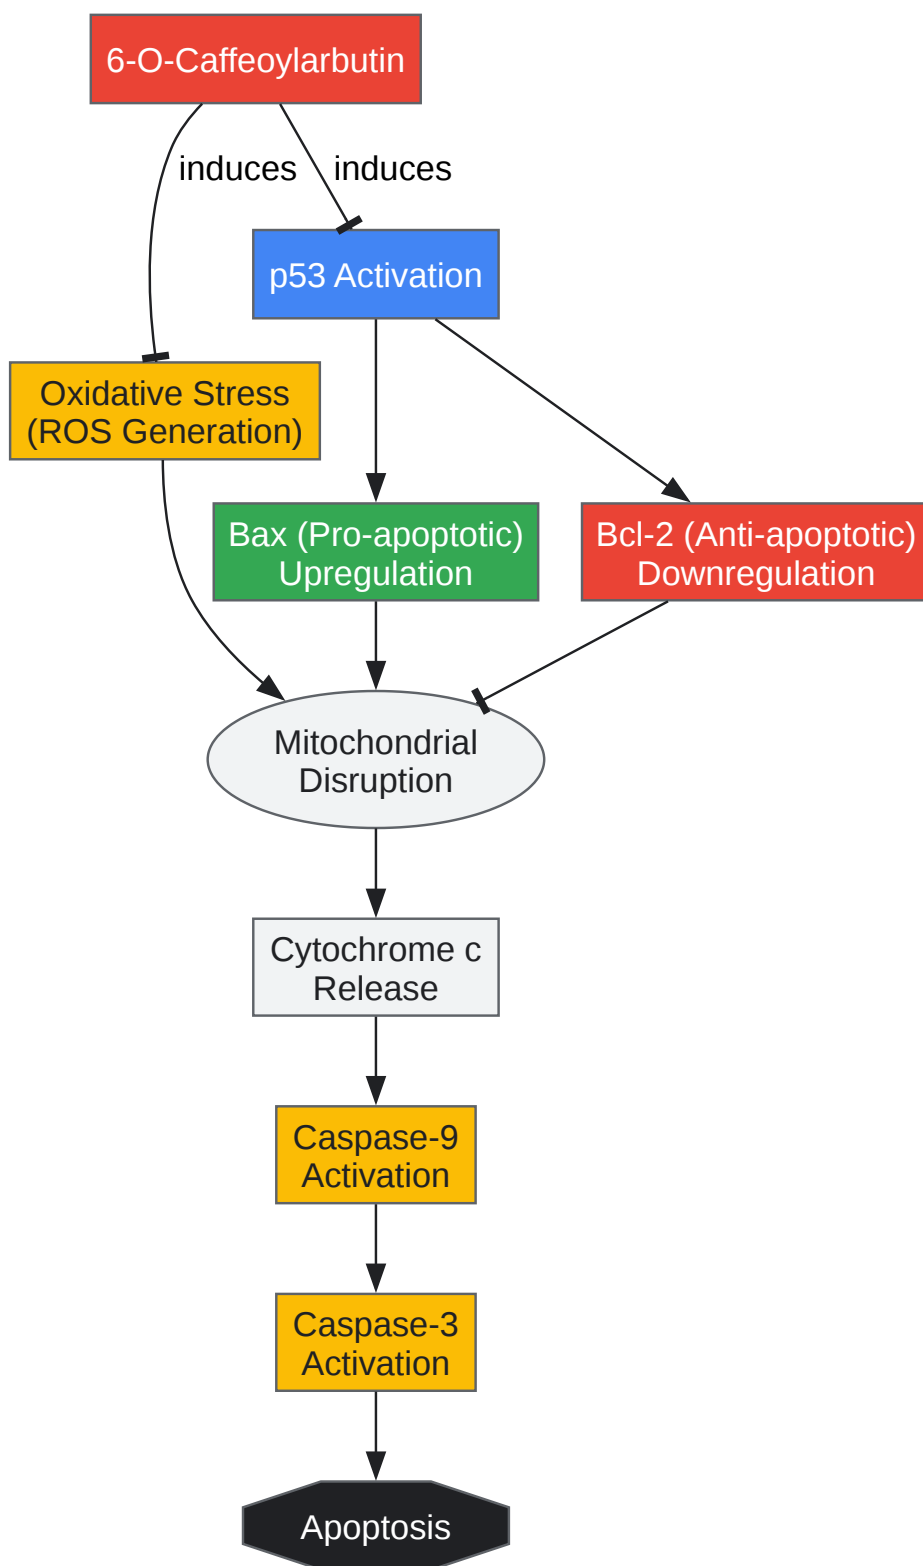 6-O-Caffeoylarbutin
induces
induces
p53 Activation
Oxidative Stress
(ROS Generation)
Bax (Pro-apoptotic)
Upregulation
Bcl-2 (Anti-apoptotic)
Downregulation
Mitochondrial
Disruption
Cytochrome c
Release
Caspase-9
Activation
Caspase-3
Activation
Apoptosis